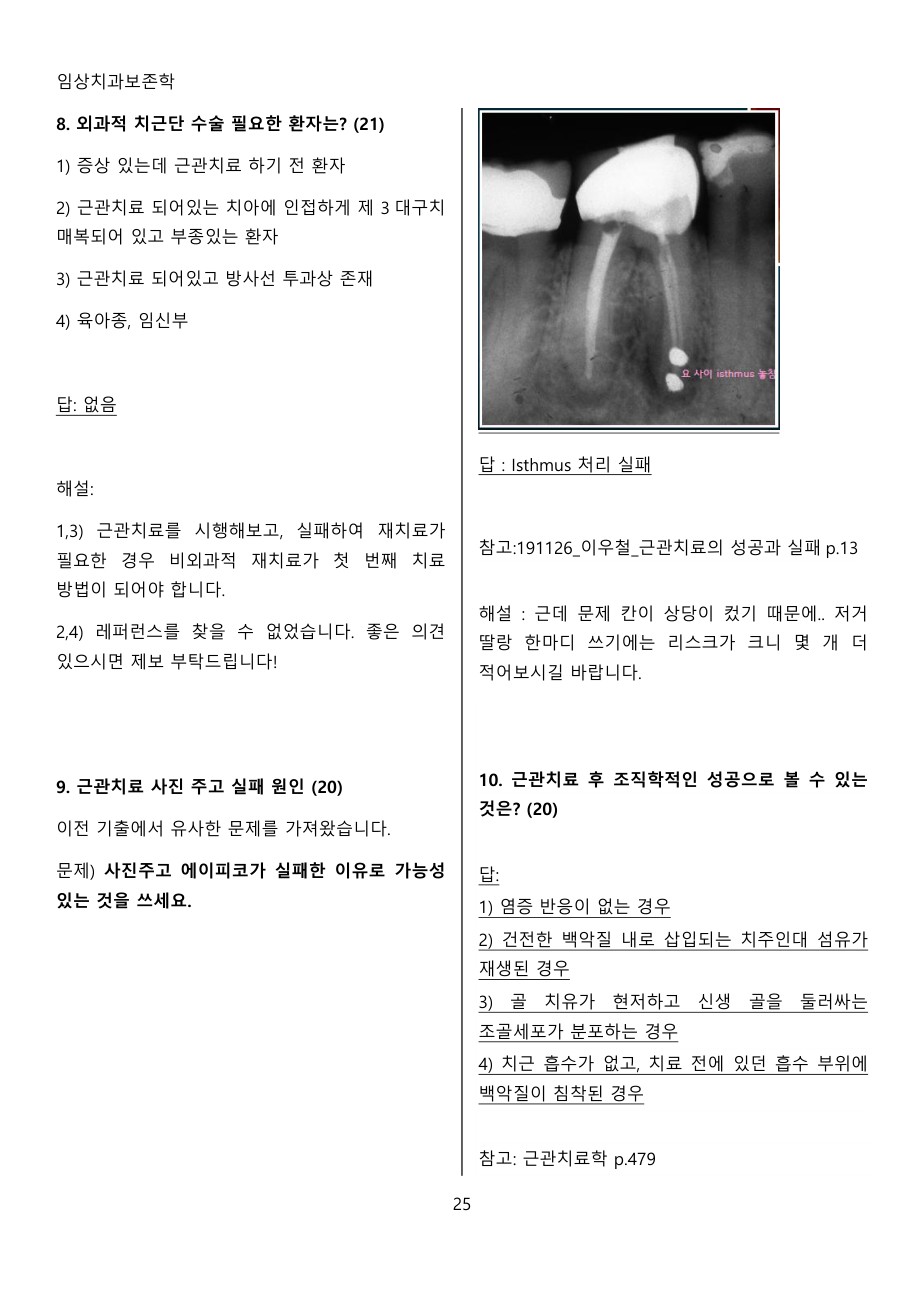 임상치과보존학
8. 외과적 치근단 수술 필요한 환자는? (21)
1) 증상 있는데 근관치료 하기 전 환자
2) 근관치료 되어있는 치아에 인접하게 제 3 대구치
매복되어 있고 부종있는 환자
3) 근관치료 되어있고 방사선 투과상 존재
4) 육아종, 임신부
답: 없음
해설:
1,3) 근관치료를 시행해보고, 실패하여 재치료가
필요한 경우 비외과적 재치료가 첫 번째 치료
방법이 되어야 합니다.
2,4) 레퍼런스를 찾을 수 없었습니다. 좋은 의견
있으시면 제보 부탁드립니다!
9. 근관치료 사진 주고 실패 원인 (20)
이전 기출에서 유사한 문제를 가져왔습니다.
문제) 사진주고 에이피코가 실패한 이유로 가능성
있는 것을 쓰세요.
요 사이 isthmus 놓침
답 : Isthmus 처리 실패
참고:191126_이우철_근관치료의 성공과 실패 p.13
해설 : 근데 문제 칸이 상당이 컸기 때문에.. 저거
딸랑 한마디 쓰기에는 리스크가 크니 몇 개 더
적어보시길 바랍니다.
10. 근관치료 후 조직학적인 성공으로 볼 수 있는
것은? (20)
답:
1) 염증 반응이 없는 경우
2) 건전한 백악질 내로 삽입되는 치주인대 섬유가
재생된 경우
3) 골 치유가 현저하고 신생 골을 둘러싸는
조골세포가 분포하는 경우
4) 치근 흡수가 없고, 치료 전에 있던 흡수 부위에
백악질이 침착된 경우
참고: 근관치료학 p.479
25